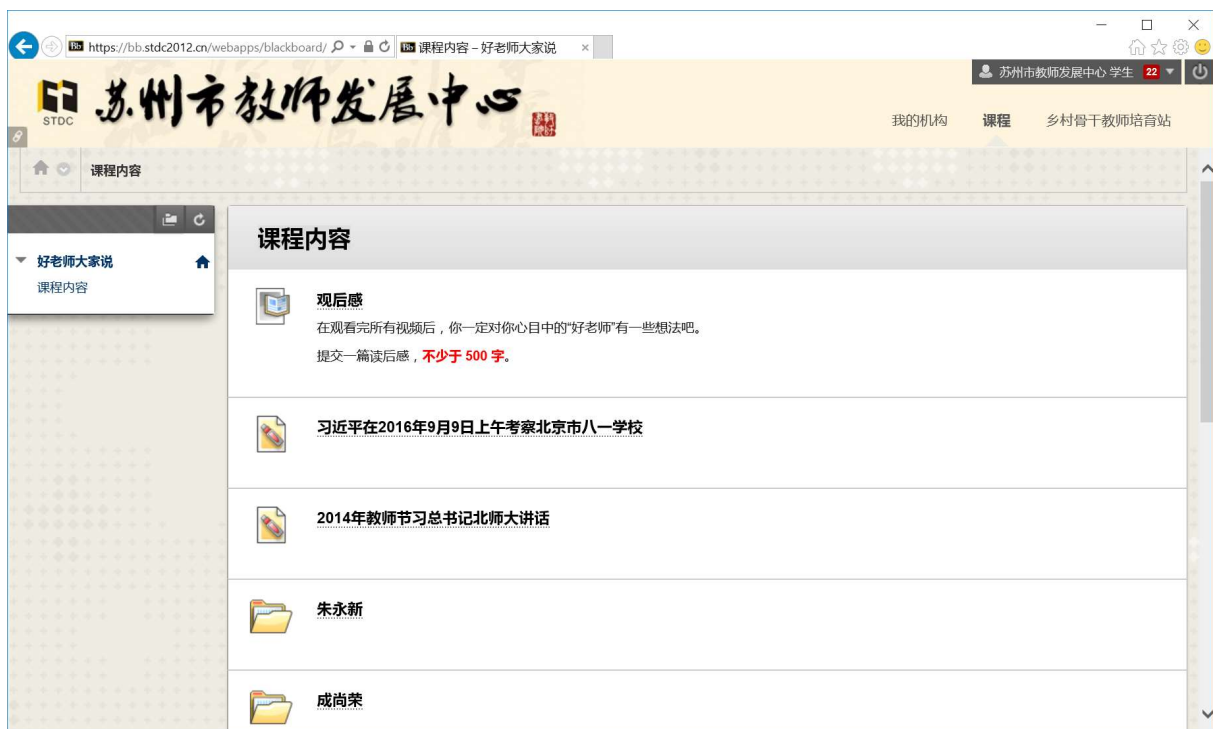 https://bb.stdc2012.cn/webapps/blackboard/
课程内容 – 好老师大家说
苏州市教师发展中心 学生 22
STDC
苏州市教师发展中心
我的机构 课程 乡村骨干教师培育站
课程内容
好老师大家说
课程内容
课程内容
观后感
在观看完所有视频后，你一定对你心目中的“好老师”有一些想法吧。
提交一篇读后感，不少于 500 字。
习近平在2016年9月9日上午考察北京市八一学校
2014年教师节习总书记北师大讲话
朱永新
成尚荣